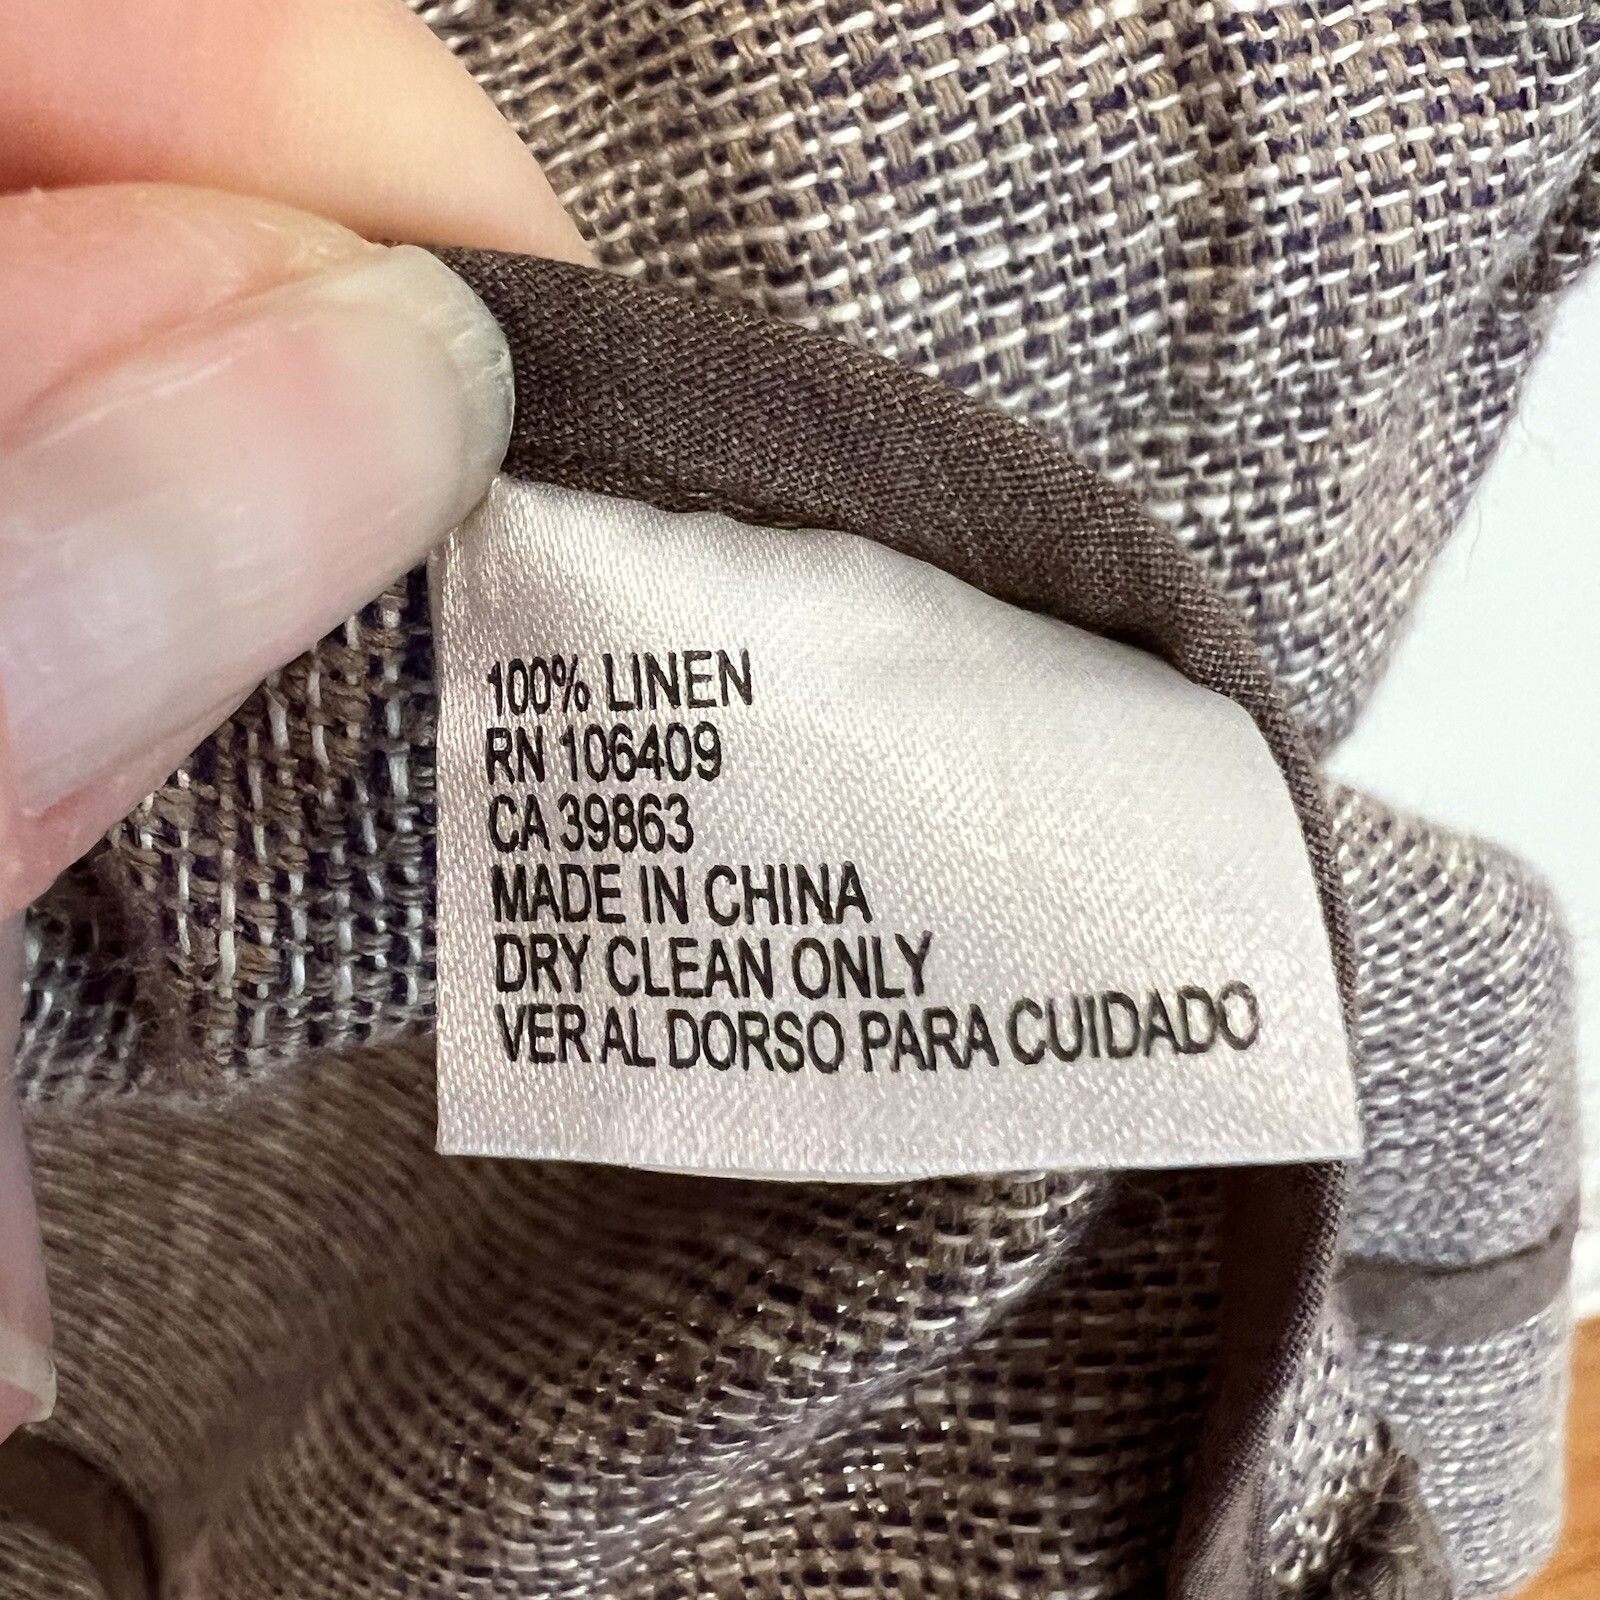 100% LINEN
RN 106409
CA 39863
MADE IN CHINA
DRY CLEAN ONLY
VER AL DORSO PARA CUIDADO